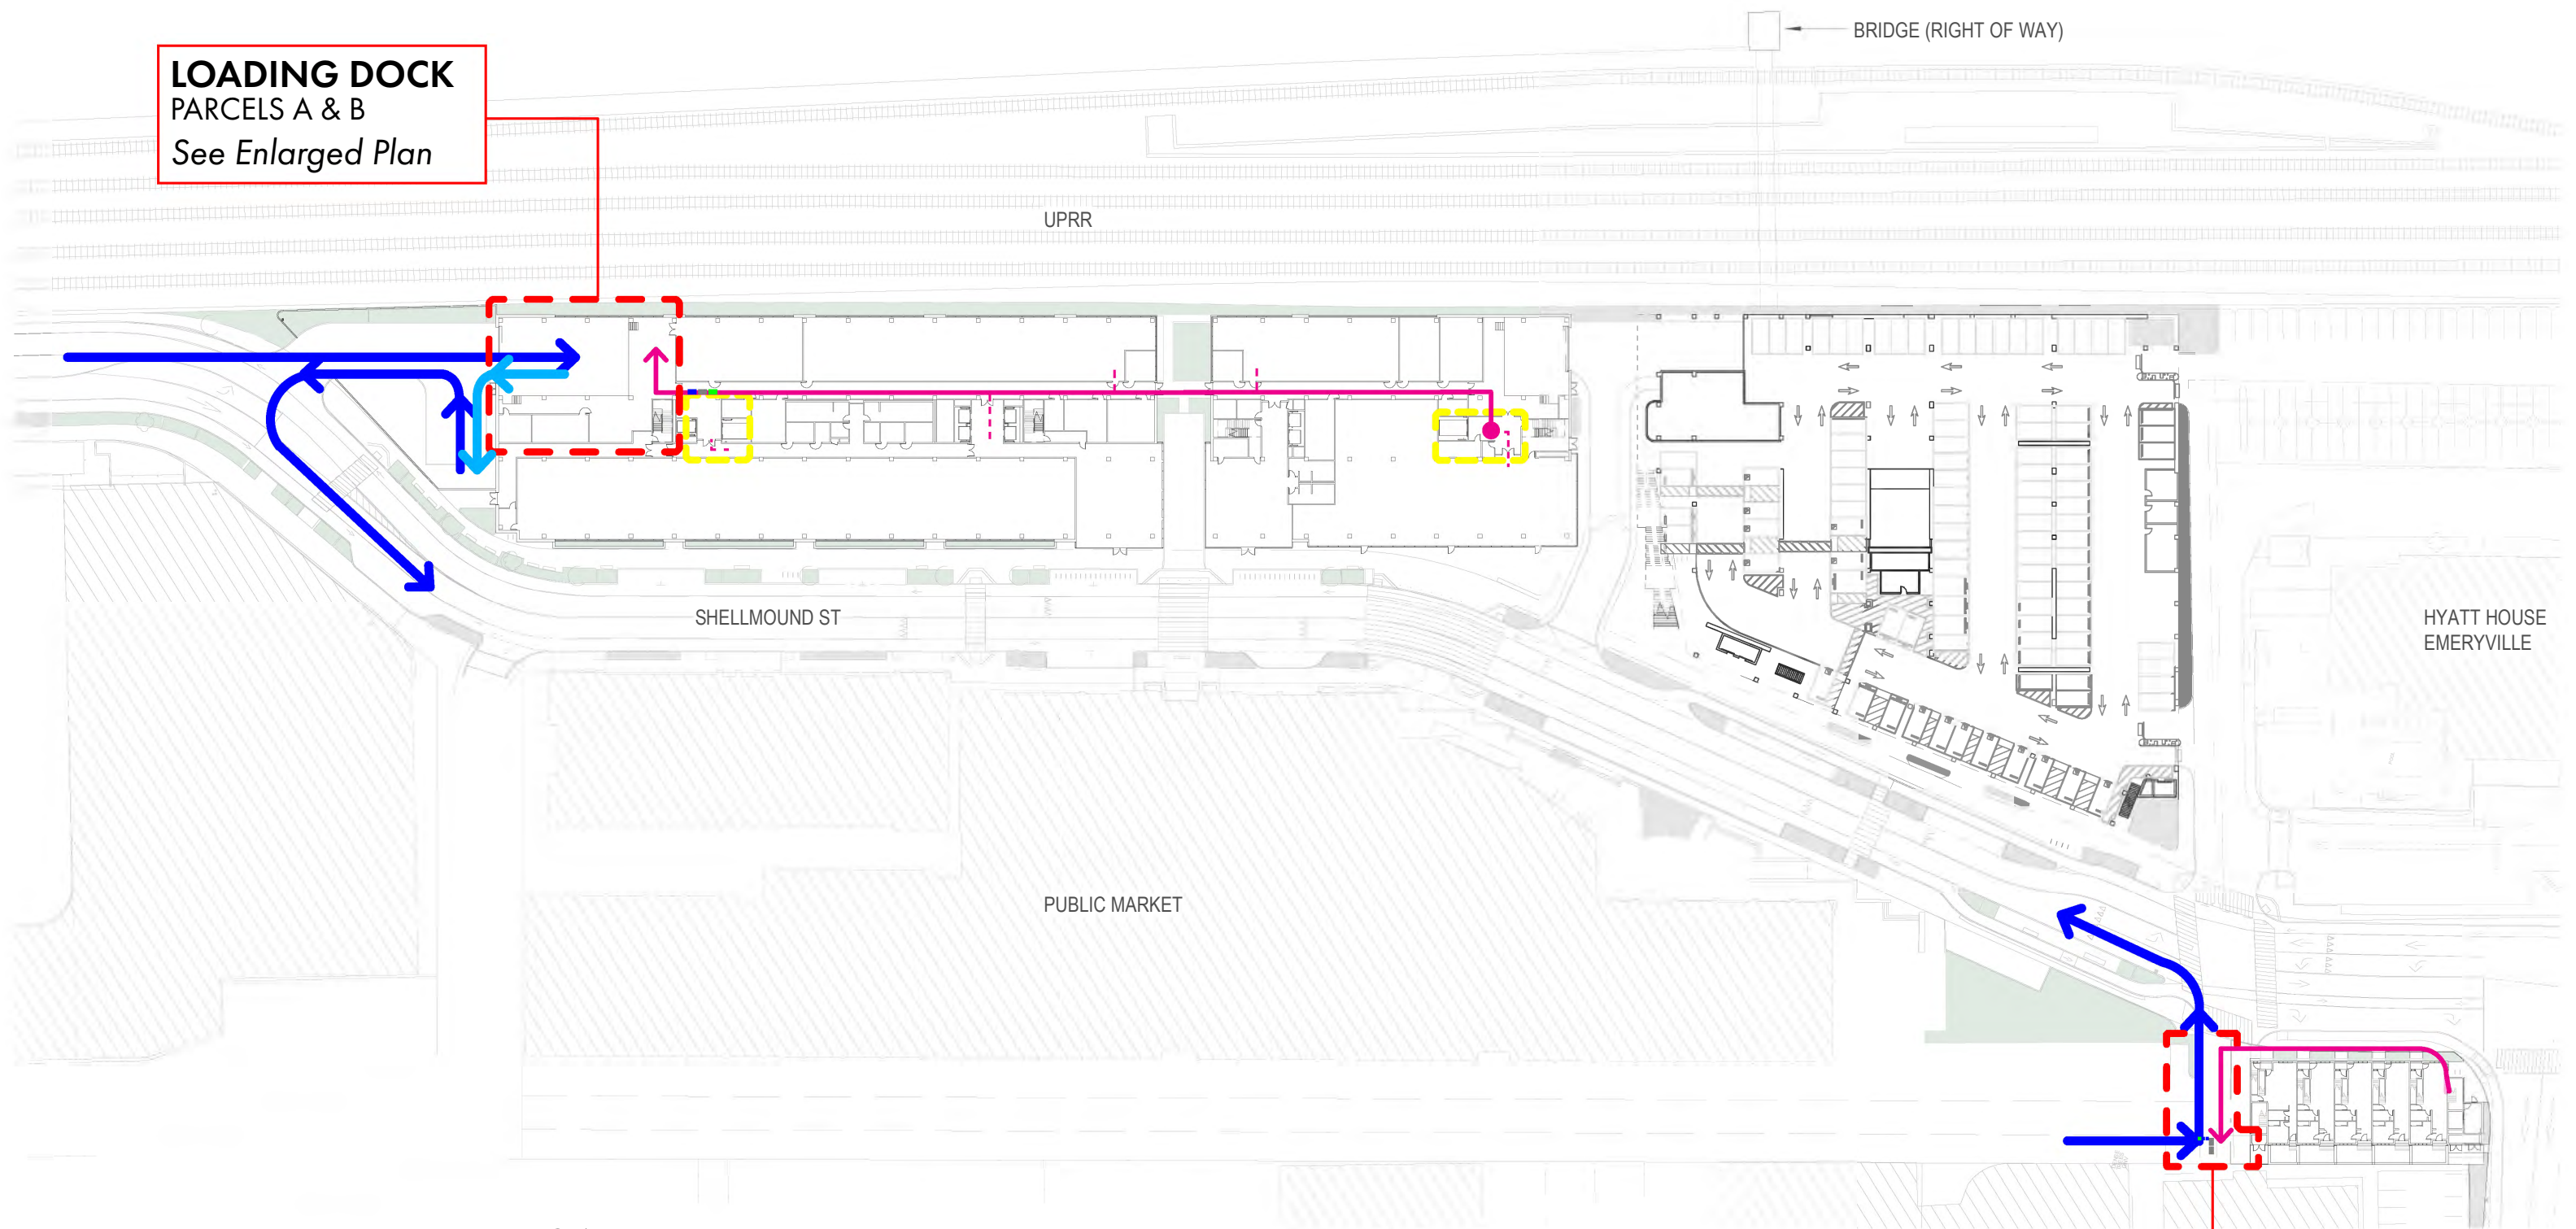 BRIDGE (RIGHT OF WAY)
LOADING DOCK
PARCELS A & B
See Enlarged Plan
UPRR
SHELLMOUND ST
HYATT HOUSE
EMERYVILLE
PUBLIC MARKET